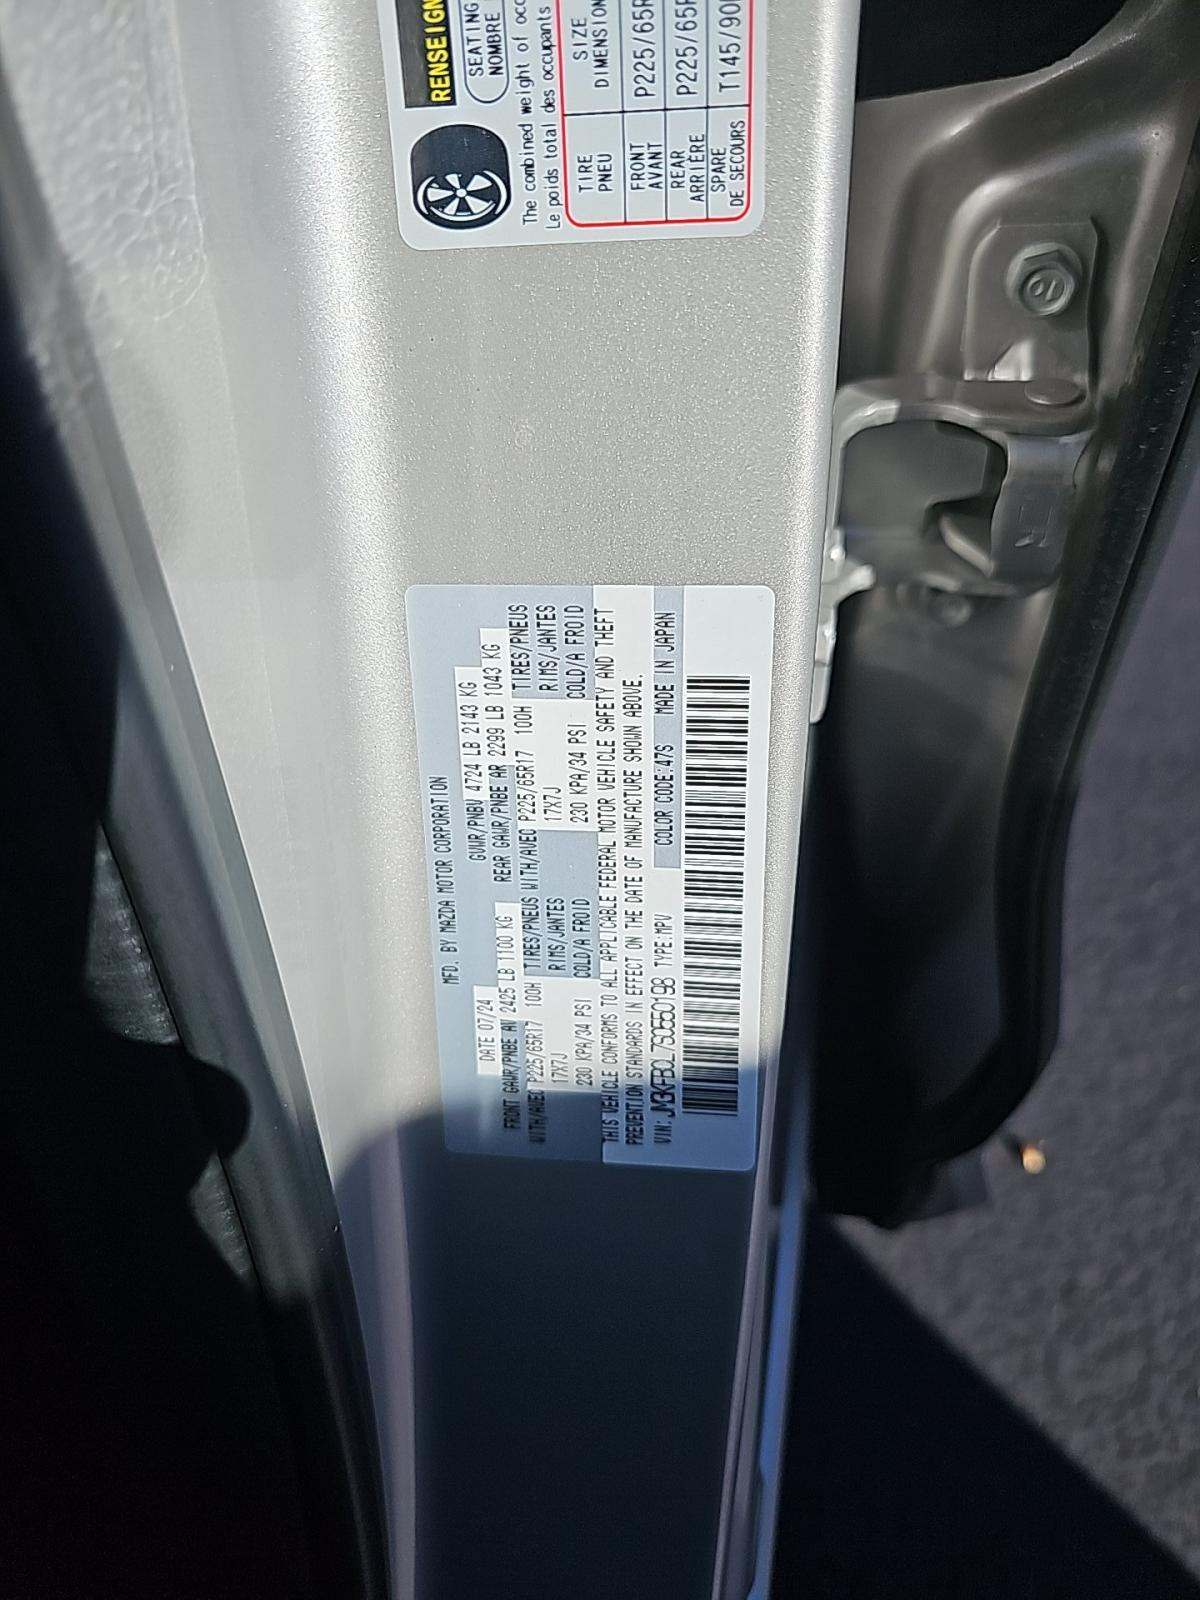 RENSEIGN
SEATING
NOMBRE
The combined weight of occ
Le poids total des occupants
TIRE
PNEU
SIZE
DIMENSION
FRONT
AVANT
P225/65R
REAR
ARRIÈRE
P225/65R
SPARE
DE SECOURS
T145/90
MFD. BY MAZDA MOTOR CORPORATION
DATE 07/24 GVWR/PNBV 4724 LB 2143 KG
FRONT GAWR/PNBE AV 2425 LB 1100 KG REAR GAWR/PNBE AR 2299 LB 1043 KG
WITH/AVEC P225/65R17 100H TIRES/PNEUS WITH/AVEC P225/65R17 100H TIRES/PNEUS
17X7J RIMS/JANTES 17X7J RIMS/JANTES
230 KPA/34 PSI COLD/A FROID 230 KPA/34 PSI COLD/A FROID
THIS VEHICLE CONFORMS TO ALL APPLICABLE FEDERAL MOTOR VEHICLE SAFETY AND THEFT
PREVENTION STANDARDS IN EFFECT ON THE DATE OF MANUFACTURE SHOWN ABOVE.
VIN: JM3KFBCL7S0550198 TYPE:MPV COLOR CODE:47S MADE IN JAPAN